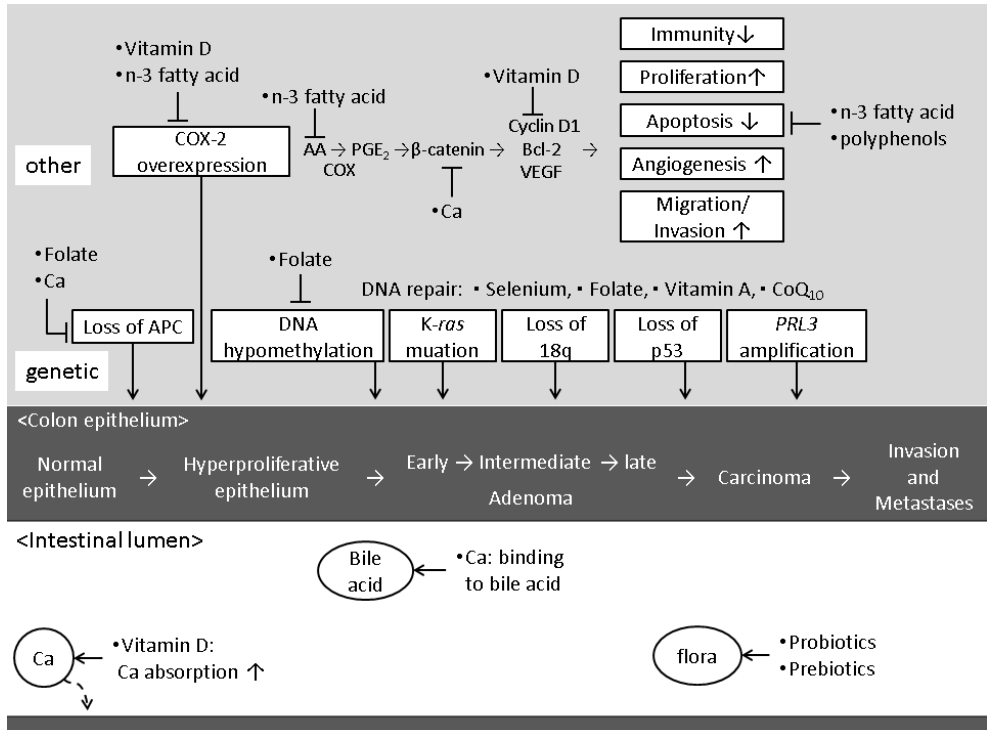 Immunity↓
•Vitamin D
•n-3 fatty acid
•Vitamin D
Proliferation↑
•n-3 fatty acid
•n-3 fatty acid
•polyphenols
COX-2
overexpression
AA → PGE₂ →β-catenin →
COX
Cyclin D1
Bcl-2 →
VEGF
Apoptosis ↓
Angiogenesis ↑
Migration/
Invasion ↑
other
•Ca
•Folate
•Ca
•Folate
DNA repair: ・Selenium, ・Folate, ・Vitamin A, ・CoQ₁₀
Loss of APC
DNA
hypomethylation
K-ras
muation
Loss of
18q
Loss of
p53
PRL3
amplification
genetic
<Colon epithelium>
Normal
epithelium
→
Hyperproliferative
epithelium
→
Early → Intermediate → late
Adenoma
→
Carcinoma
→
Invasion
and
Metastases
<Intestinal lumen>
Bile
acid
•Ca: binding
to bile acid
Ca
•Vitamin D:
Ca absorption ↑
flora
•Probiotics
•Prebiotics